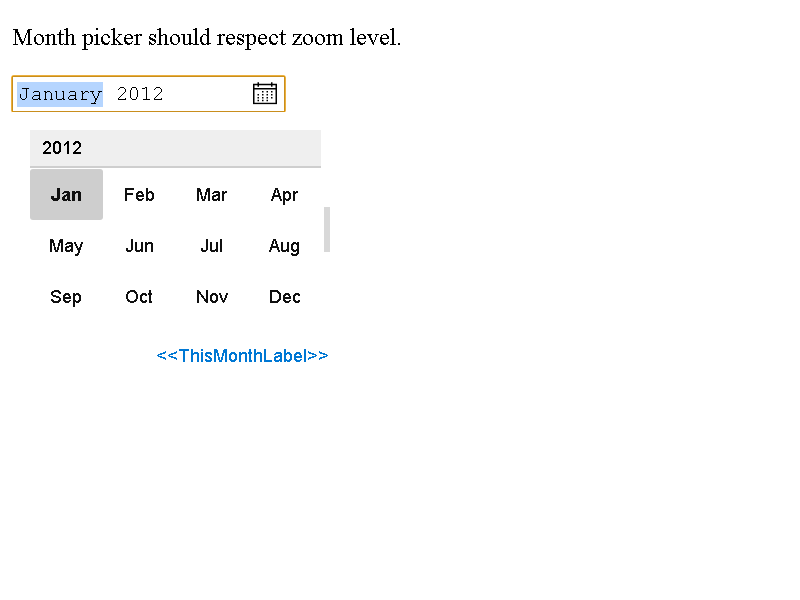 Month picker should respect zoom level.
January 2012
2012
Jan Feb Mar Apr
May Jun Jul Aug
Sep Oct Nov Dec
<<ThisMonthLabel>>